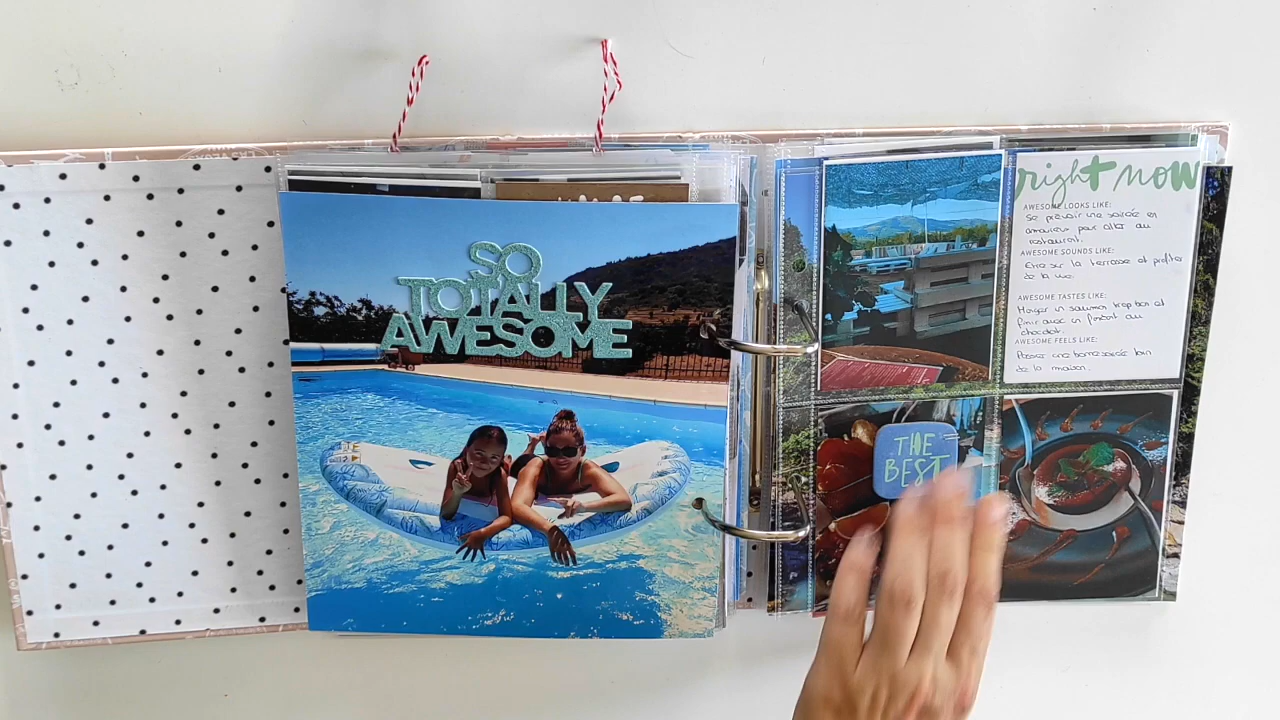 SO
TOTALLY
AWESOME
right now
AWESOME LOOKS LIKE:
Se prévoir une soirée en
amoureux pour aller au
restaurant.
AWESOME SOUNDS LIKE:
Etre sur la terrasse et profiter
de la vue.
AWESOME TASTES LIKE:
Manger un saumon trop bon et
finir avec un fondant au
chocolat.
AWESOME FEELS LIKE:
Passer une bonne soirée loin
de la maison.
THE
BEST